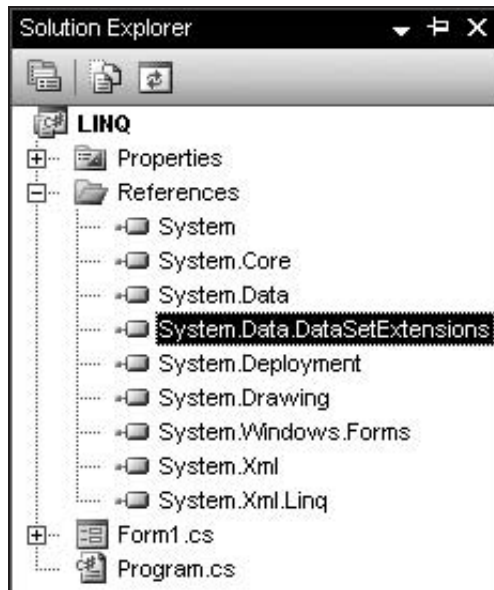 Solution Explorer
LINQ
Properties
References
System
System.Core
System.Data
System.Data.DataSetExtensions
System.Deployment
System.Drawing
System.Windows.Forms
System.Xml
System.Xml.Linq
Form1.cs
Program.cs